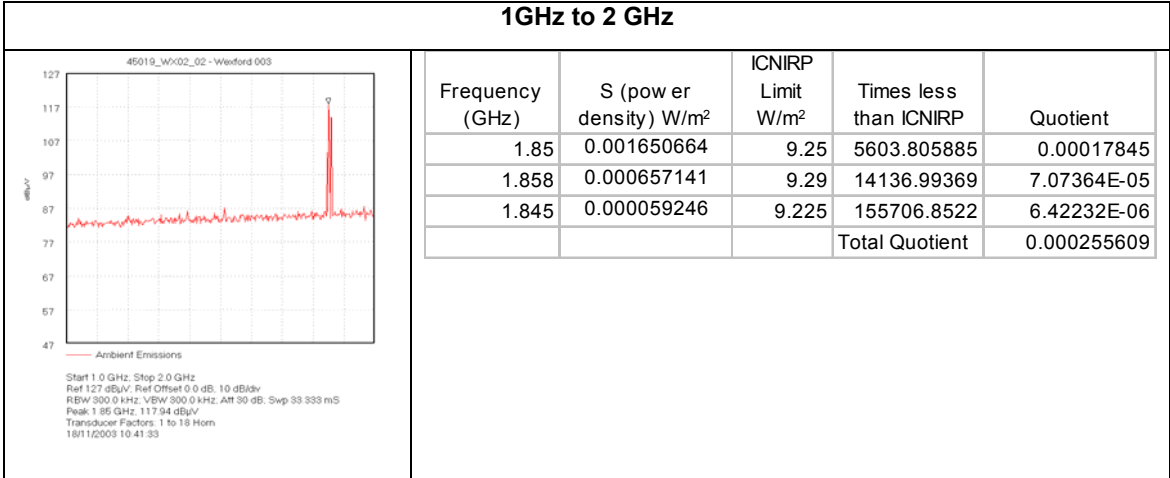 1GHz to 2 GHz
45019_WX02_02 - Wexford 003
127
117
107
97
87
77
67
57
47
dBµV
Ambient Emissions
Start 1.0 GHz; Stop 2.0 GHz
Ref 127 dBµV; Ref Offset 0.0 dB; 10 dB/div
RBW 300.0 kHz; VBW 300.0 kHz; Att 30 dB; Swp 33.333 mS
Peak 1.85 GHz, 117.94 dBµV
Transducer Factors: 1 to 18 Horn
18/11/2003 10:41:33
Frequency (GHz) S (pow er density) W/m² ICNIRP Limit W/m² Times less than ICNIRP Quotient
1.85 0.001650664 9.25 5603.805885 0.00017845
1.858 0.000657141 9.29 14136.99369 7.07364E-05
1.845 0.000059246 9.225 155706.8522 6.42232E-06
Total Quotient 0.000255609